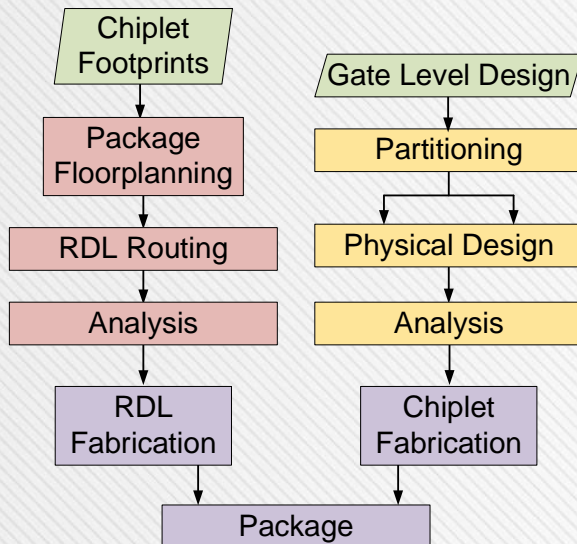 Chiplet
Footprints
Package
Floorplanning
RDL Routing
Analysis
RDL
Fabrication
Gate Level Design
Partitioning
Physical Design
Analysis
Chiplet
Fabrication
Package